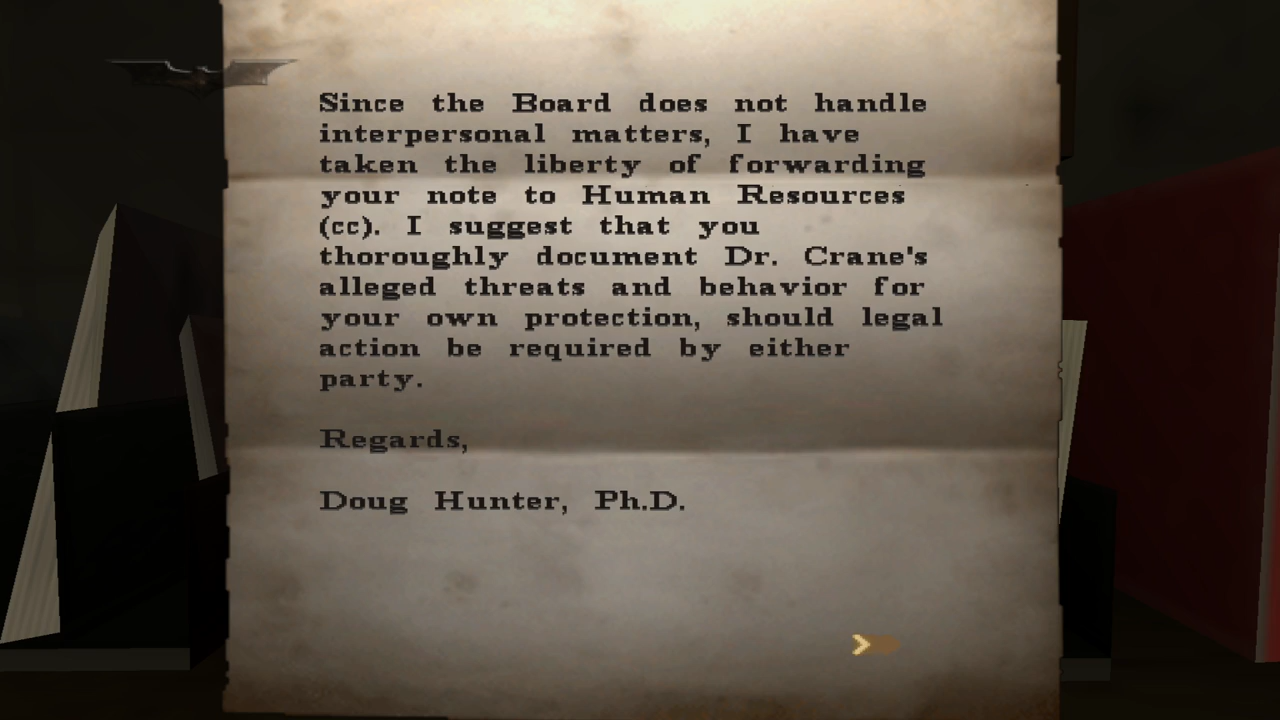 Since the Board does not handle
interpersonal matters, I have
taken the liberty of forwarding
your note to Human Resources
(cc). I suggest that you
thoroughly document Dr. Crane's
alleged threats and behavior for
your own protection, should legal
action be required by either
party.
Regards,
Doug Hunter, Ph.D.